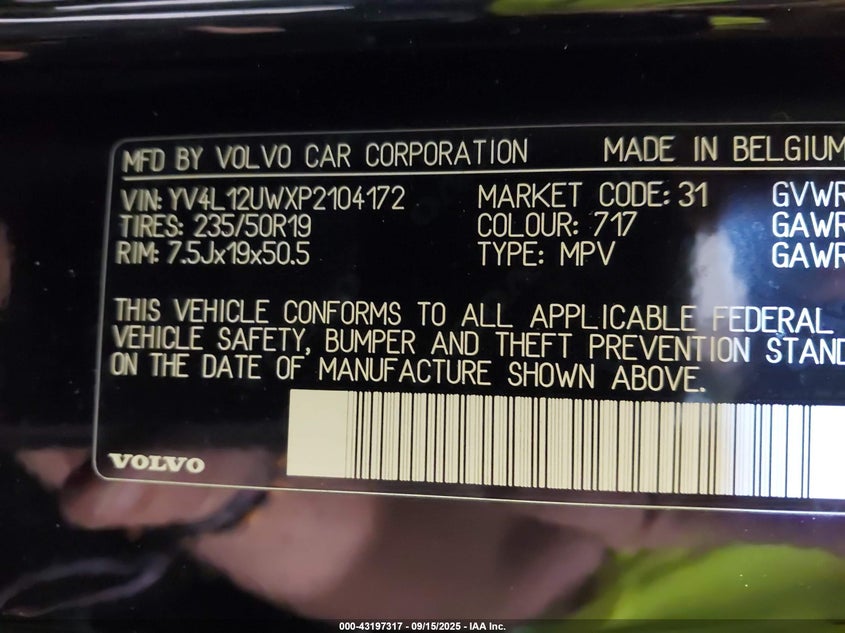 MFD BY VOLVO CAR CORPORATION MADE IN BELGIUM
VIN: YV4L12UWXP2104172 MARKET CODE: 31 GVWR
TIRES: 235/50R19 COLOUR: 717 GAWR
RIM: 7.5Jx19x50.5 TYPE: MPV GAWR
THIS VEHICLE CONFORMS TO ALL APPLICABLE FEDERAL
VEHICLE SAFETY, BUMPER AND THEFT PREVENTION STAND
ON THE DATE OF MANUFACTURE SHOWN ABOVE.
VOLVO
000-43197317 - 09/15/2025 - IAA Inc.